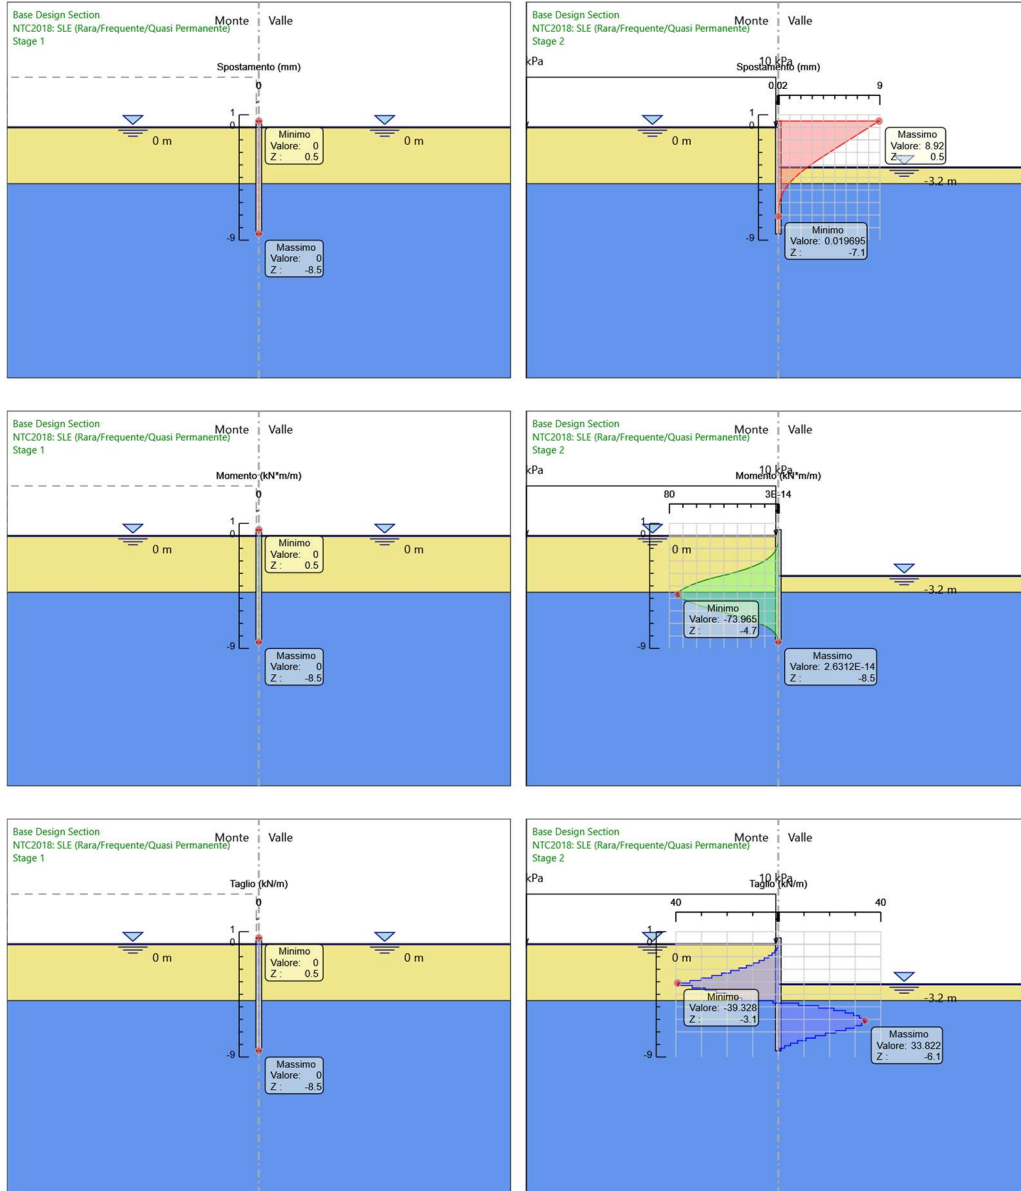 Base Design Section
NTC2018: SLE (Rara/Frequente/Quasi Permanente)
Stage 1
Monte
Valle
Spostamento (mm)
0
1
0
-9
0 m
0 m
Minimo
Valore: 0
Z : 0.5
Massimo
Valore: 0
Z : -8.5
Base Design Section
NTC2018: SLE (Rara/Frequente/Quasi Permanente)
Stage 2
Monte
Valle
kPa
10 kPa
Spostamento (mm)
0.02
9
1
0
-9
0 m
-3.2 m
Massimo
Valore: 8.92
Z : 0.5
Minimo
Valore: 0.019695
Z : -7.1
Base Design Section
NTC2018: SLE (Rara/Frequente/Quasi Permanente)
Stage 1
Monte
Valle
Momento (kN*m/m)
0
1
0
-9
0 m
0 m
Minimo
Valore: 0
Z : 0.5
Massimo
Valore: 0
Z : -8.5
Base Design Section
NTC2018: SLE (Rara/Frequente/Quasi Permanente)
Stage 2
Monte
Valle
kPa
10 kPa
Momento (kN*m/m)
80
3E-14
1
0
-9
0 m
-3.2 m
Minimo
Valore: -73.965
Z : -4.7
Massimo
Valore: 2.6312E-14
Z : -8.5
Base Design Section
NTC2018: SLE (Rara/Frequente/Quasi Permanente)
Stage 1
Monte
Valle
Taglio (kN/m)
0
1
0
-9
0 m
0 m
Minimo
Valore: 0
Z : 0.5
Massimo
Valore: 0
Z : -8.5
Base Design Section
NTC2018: SLE (Rara/Frequente/Quasi Permanente)
Stage 2
Monte
Valle
kPa
10 kPa
Taglio (kN/m)
40
40
1
0
-9
0 m
-3.2 m
Minimo
Valore: -39.328
Z : -3.1
Massimo
Valore: 33.822
Z : -6.1